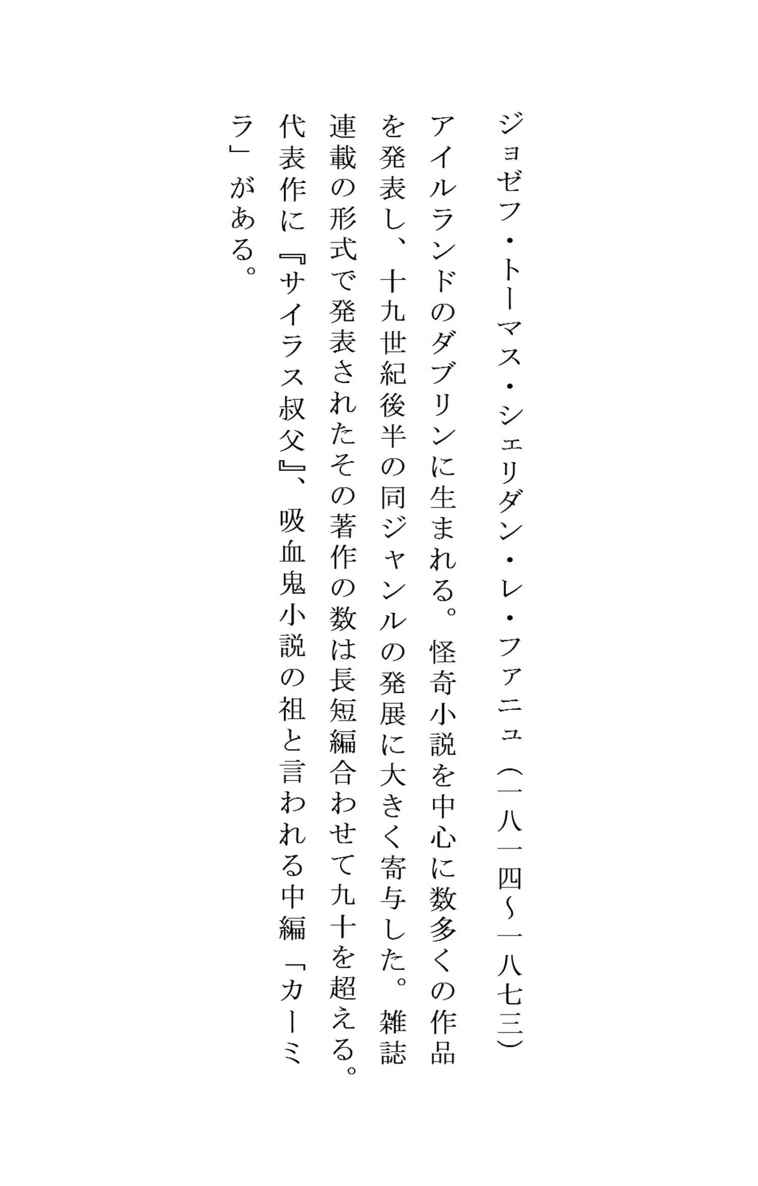 ジョゼフ・トーマス・シェリダン・レ・ファニュ（一八一四〜一八七三）
アイルランドのダブリンに生まれる。怪奇小説を中心に数多くの作品
を発表し、十九世紀後半の同ジャンルの発展に大きく寄与した。雑誌
連載の形式で発表されたその著作の数は長短編合わせて九十を超える。
代表作に『サイラス叔父』、吸血鬼小説の祖と言われる中編「カーミ
ラ」がある。